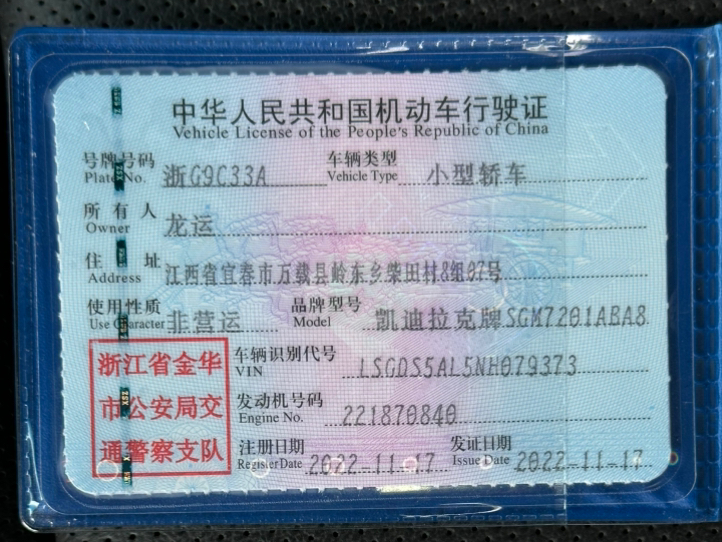 中华人民共和国机动车行驶证
Vehicle License of the People's Republic of China
号牌号码 浙G9C33A 车辆类型 小型轿车
Plate No. Vehicle Type
所有人 龙运
Owner
住址 江西省宜春市万载县岭东乡柴田村8组07号
Address
使用性质 非营运 品牌型号 凯迪拉克牌SGM7201ABA8
Use Character Model
浙江省金华
市公安局交
通警察支队
车辆识别代号 LSGDS5AL5NH079373
VIN
发动机号码 221870840
Engine No.
注册日期 2022-11-17 发证日期 2022-11-17
Register Date Issue Date